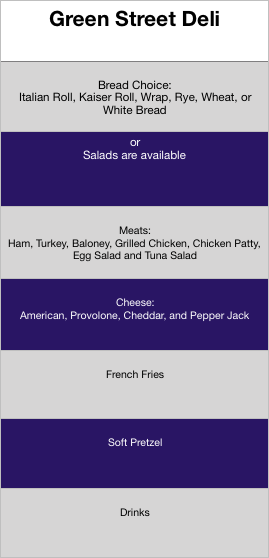 Green Street Deli
Bread Choice:
Italian Roll, Kaiser Roll, Wrap, Rye, Wheat, or
White Bread
or
Salads are available
Meats:
Ham, Turkey, Baloney, Grilled Chicken, Chicken Patty,
Egg Salad and Tuna Salad
Cheese:
American, Provolone, Cheddar, and Pepper Jack
French Fries
Soft Pretzel
Drinks